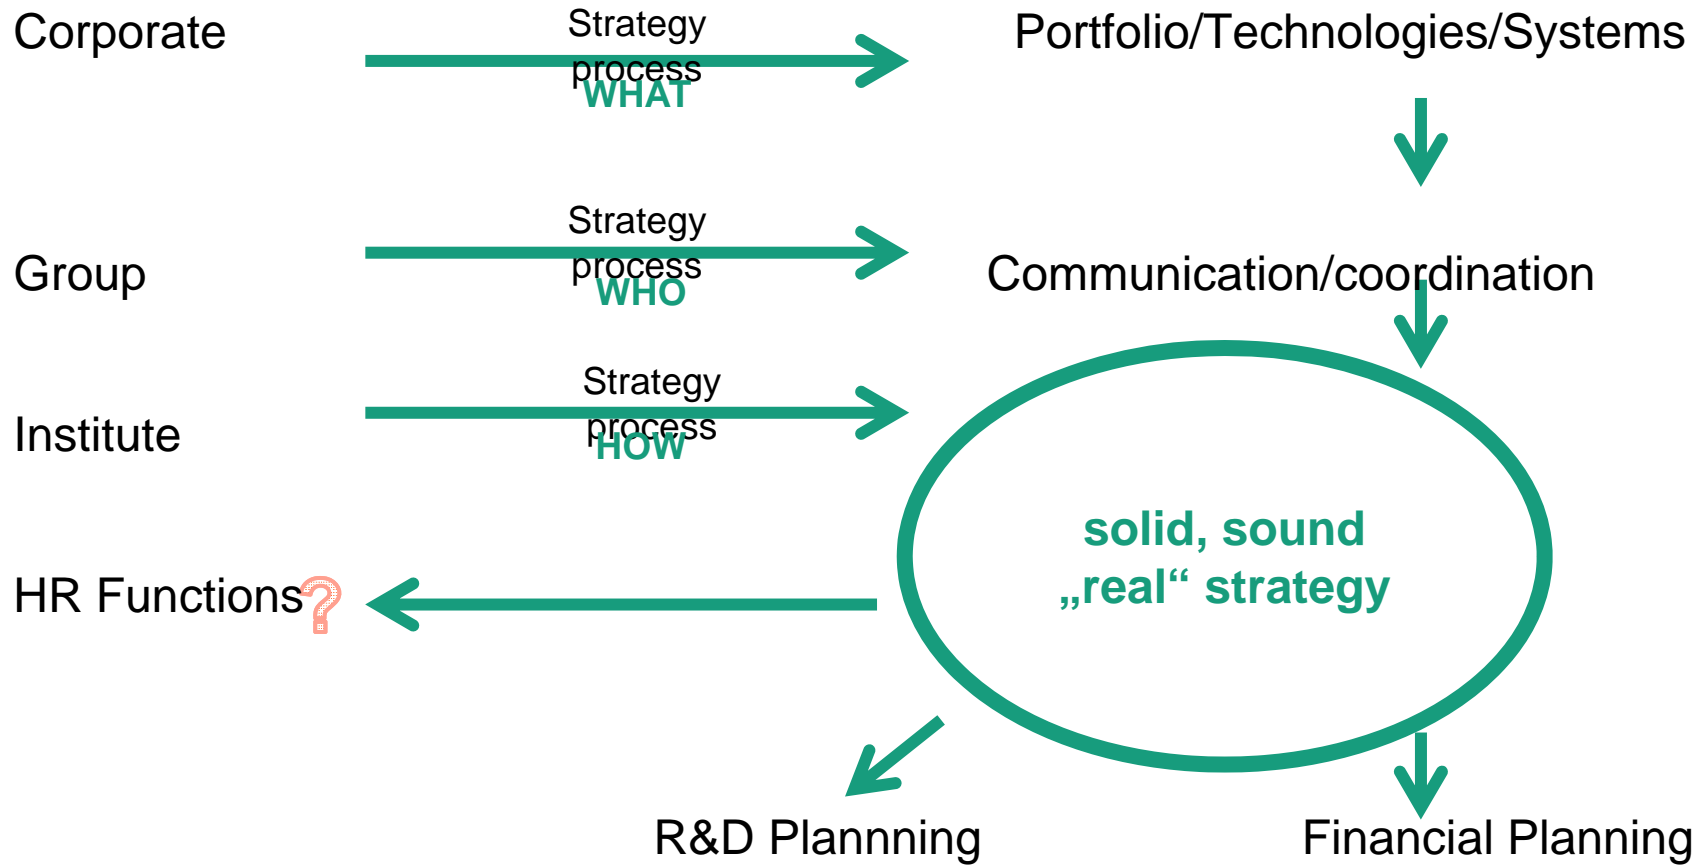 Corporate
Strategy
process
WHAT
Portfolio/Technologies/Systems
Group
Strategy
process
WHO
Communication/coordination
Institute
Strategy
process
HOW
solid, sound
„real“ strategy
HR Functions?
R&D Plannning
Financial Planning